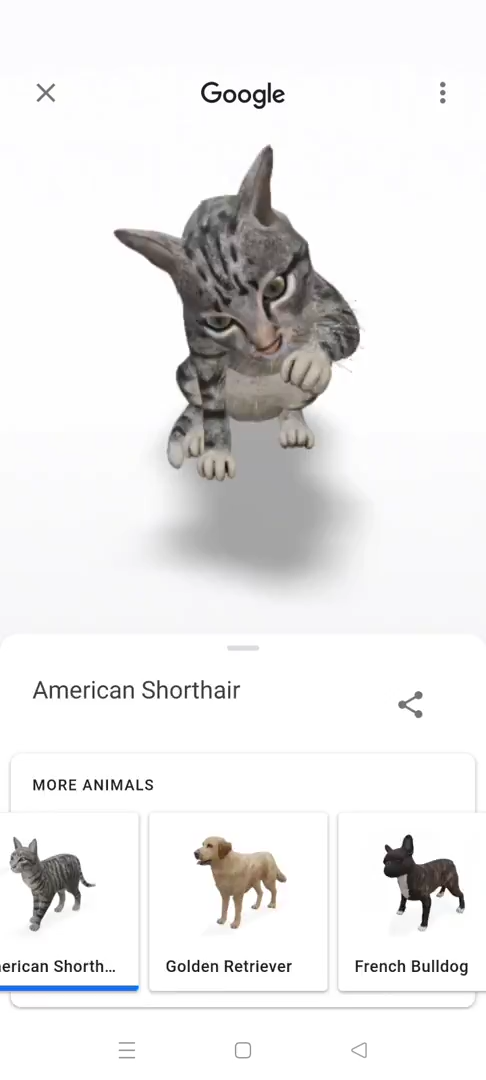 Google
American Shorthair
MORE ANIMALS
erican Shorth...
Golden Retriever
French Bulldog